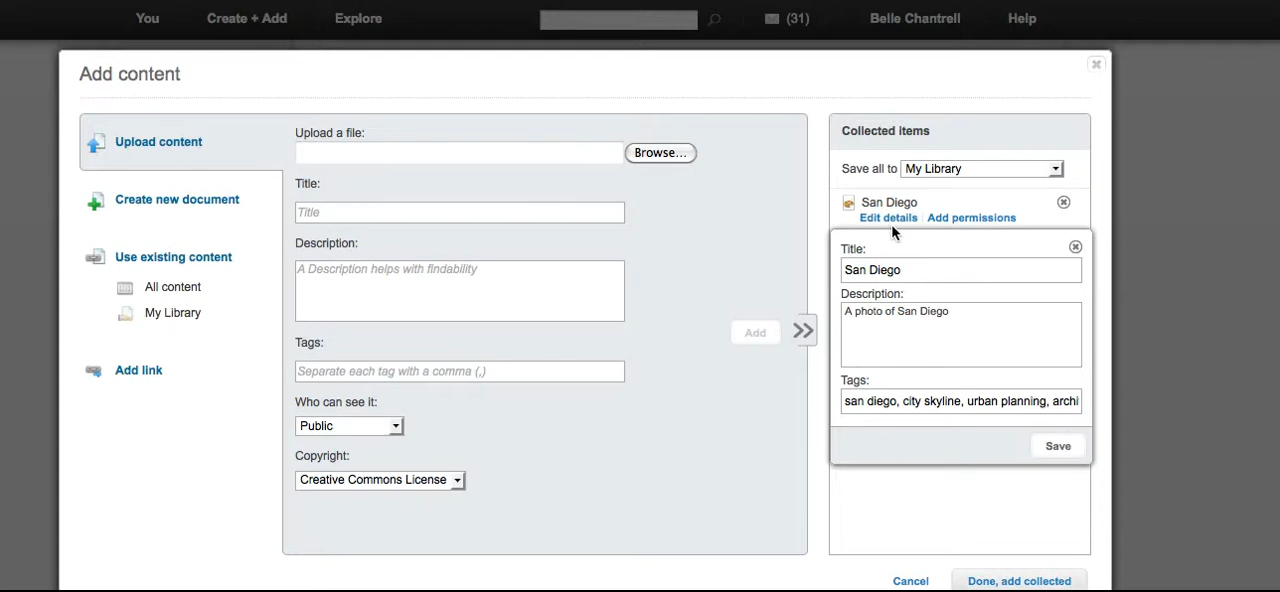 You Create + Add Explore (31) Belle Chantrell Help
Add content
Upload content
Create new document
Use existing content
All content
My Library
Add link
Upload a file:
Browse...
Title:
Title
Description:
A Description helps with findability
Tags:
Separate each tag with a comma (,)
Who can see it:
Public
Copyright:
Creative Commons License
Add
Collected items
Save all to My Library
San Diego
Edit details Add permissions
Title:
San Diego
Description:
A photo of San Diego
Tags:
san diego, city skyline, urban planning, archi
Save
Cancel Done, add collected